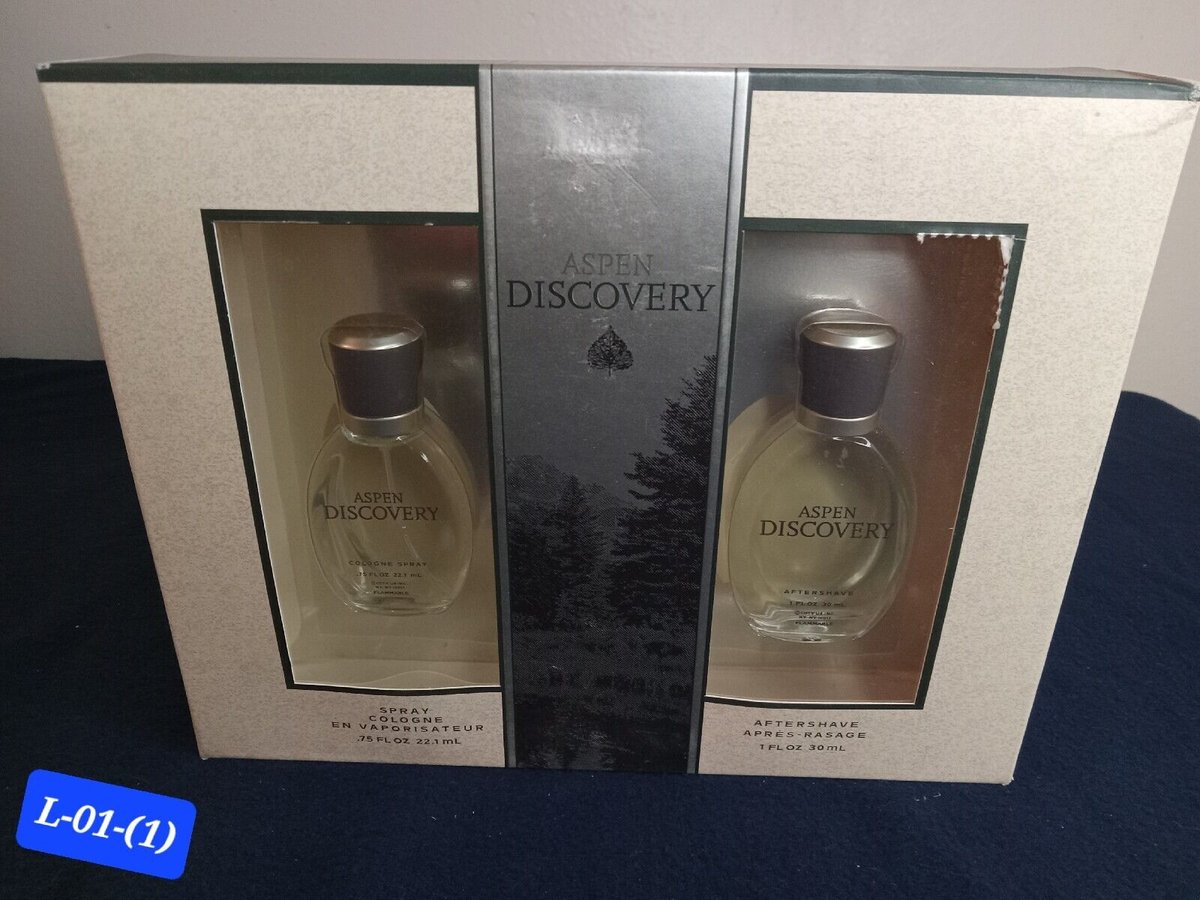 ASPEN
DISCOVERY
ASPEN
DISCOVERY
COLOGNE SPRAY
.75 FL OZ 22.1 mL
FLAMMABLE
ASPEN
DISCOVERY
AFTERSHAVE
1 FL OZ 30 mL
FLAMMABLE
SPRAY
COLOGNE
EN VAPORISATEUR
.75 FL OZ 22.1 mL
AFTERSHAVE
APRÈS-RASAGE
1 FL OZ 30 mL
L-01-(1)